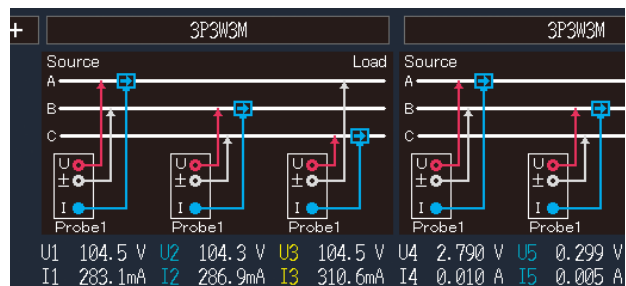 + 3P3W3M 3P3W3M
Source Load Source
A A
B B
C C
U U U U U
± ± ± ± ±
I I I I I
Probe1 Probe1 Probe1 Probe1 Probe1
U1 104.5 V U2 104.3 V U3 104.5 V U4 2.790 V U5 0.299 V
I1 283.1mA I2 286.9mA I3 310.6mA I4 0.010 A I5 0.005 A